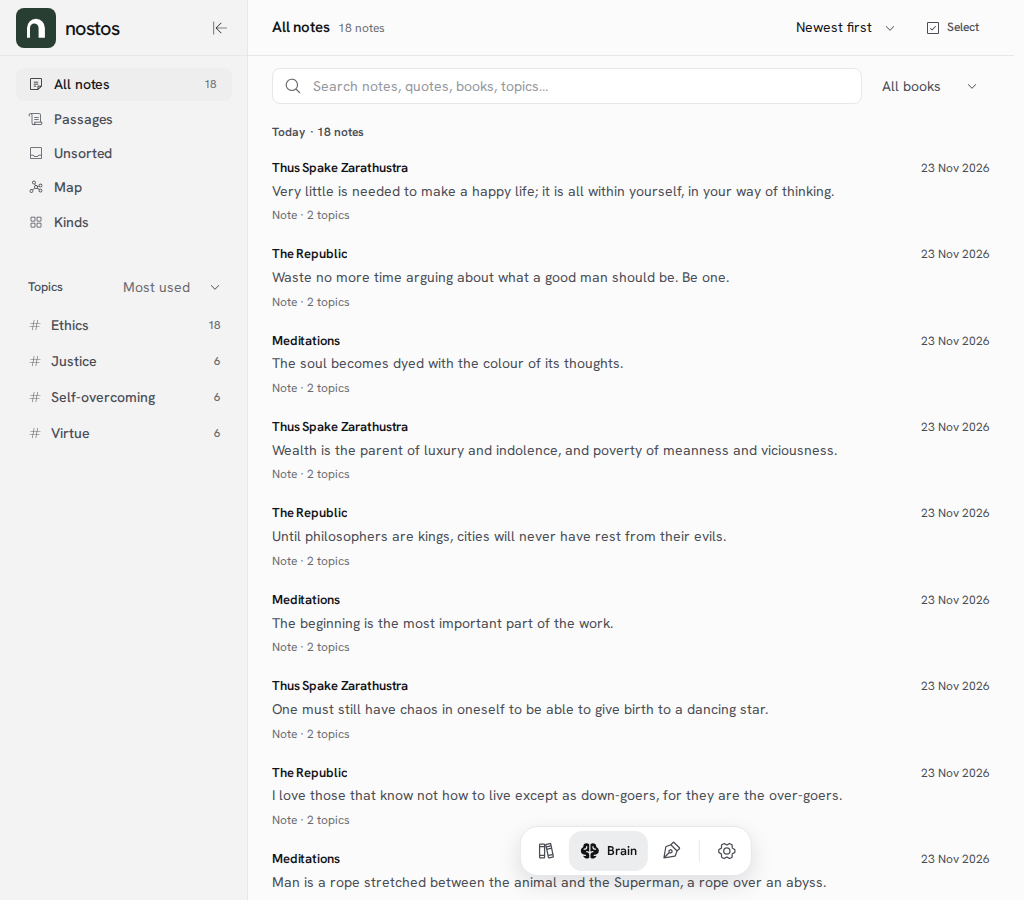 nostos
All notes 18
Passages
Unsorted
Map
Kinds
Topics Most used
# Ethics 18
# Justice 6
# Self-overcoming 6
# Virtue 6
All notes 18 notes
Newest first
Select
Search notes, quotes, books, topics...
All books
Today · 18 notes
Thus Spake Zarathustra 23 Nov 2026
Very little is needed to make a happy life; it is all within yourself, in your way of thinking.
Note · 2 topics
The Republic 23 Nov 2026
Waste no more time arguing about what a good man should be. Be one.
Note · 2 topics
Meditations 23 Nov 2026
The soul becomes dyed with the colour of its thoughts.
Note · 2 topics
Thus Spake Zarathustra 23 Nov 2026
Wealth is the parent of luxury and indolence, and poverty of meanness and viciousness.
Note · 2 topics
The Republic 23 Nov 2026
Until philosophers are kings, cities will never have rest from their evils.
Note · 2 topics
Meditations 23 Nov 2026
The beginning is the most important part of the work.
Note · 2 topics
Thus Spake Zarathustra 23 Nov 2026
One must still have chaos in oneself to be able to give birth to a dancing star.
Note · 2 topics
The Republic 23 Nov 2026
I love those that know not how to live except as down-goers, for they are the over-goers.
Note · 2 topics
Meditations 23 Nov 2026
Man is a rope stretched between the animal and the Superman, a rope over an abyss.
Brain